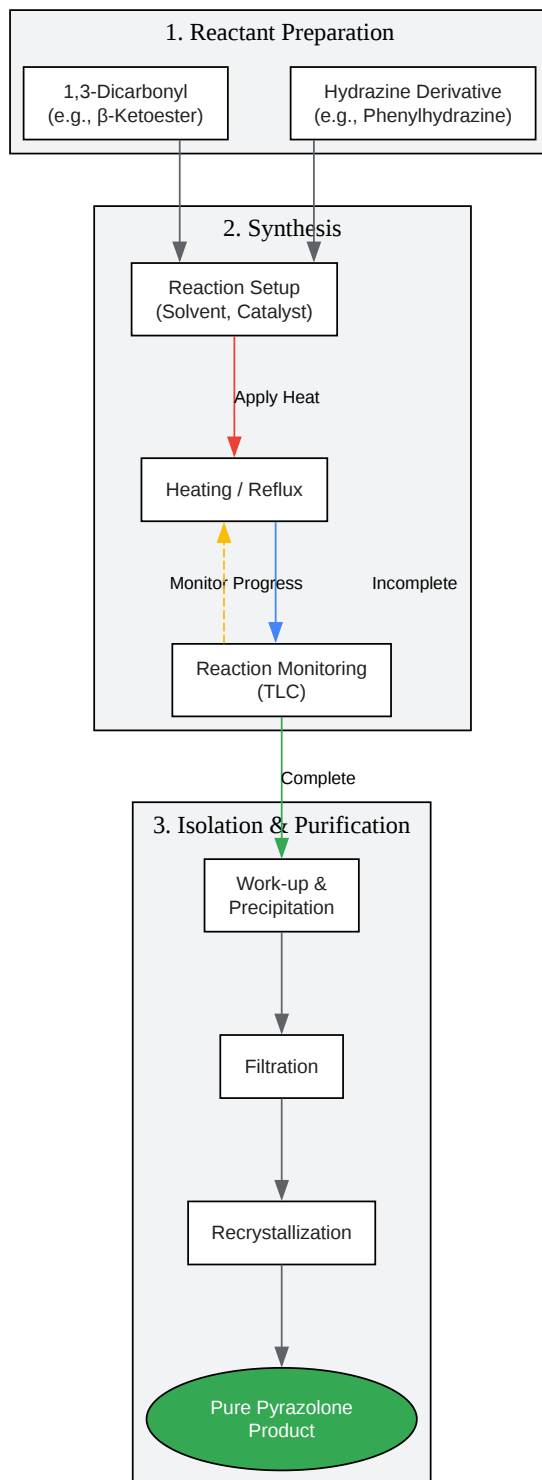 1. Reactant Preparation
1,3-Dicarbonyl
(e.g., β-Ketoester)
Hydrazine Derivative
(e.g., Phenylhydrazine)
2. Synthesis
Reaction Setup
(Solvent, Catalyst)
Apply Heat
Heating / Reflux
Monitor Progress
Incomplete
Reaction Monitoring
(TLC)
Complete
3. Isolation & Purification
Work-up &
Precipitation
Filtration
Recrystallization
Pure Pyrazolone
Product